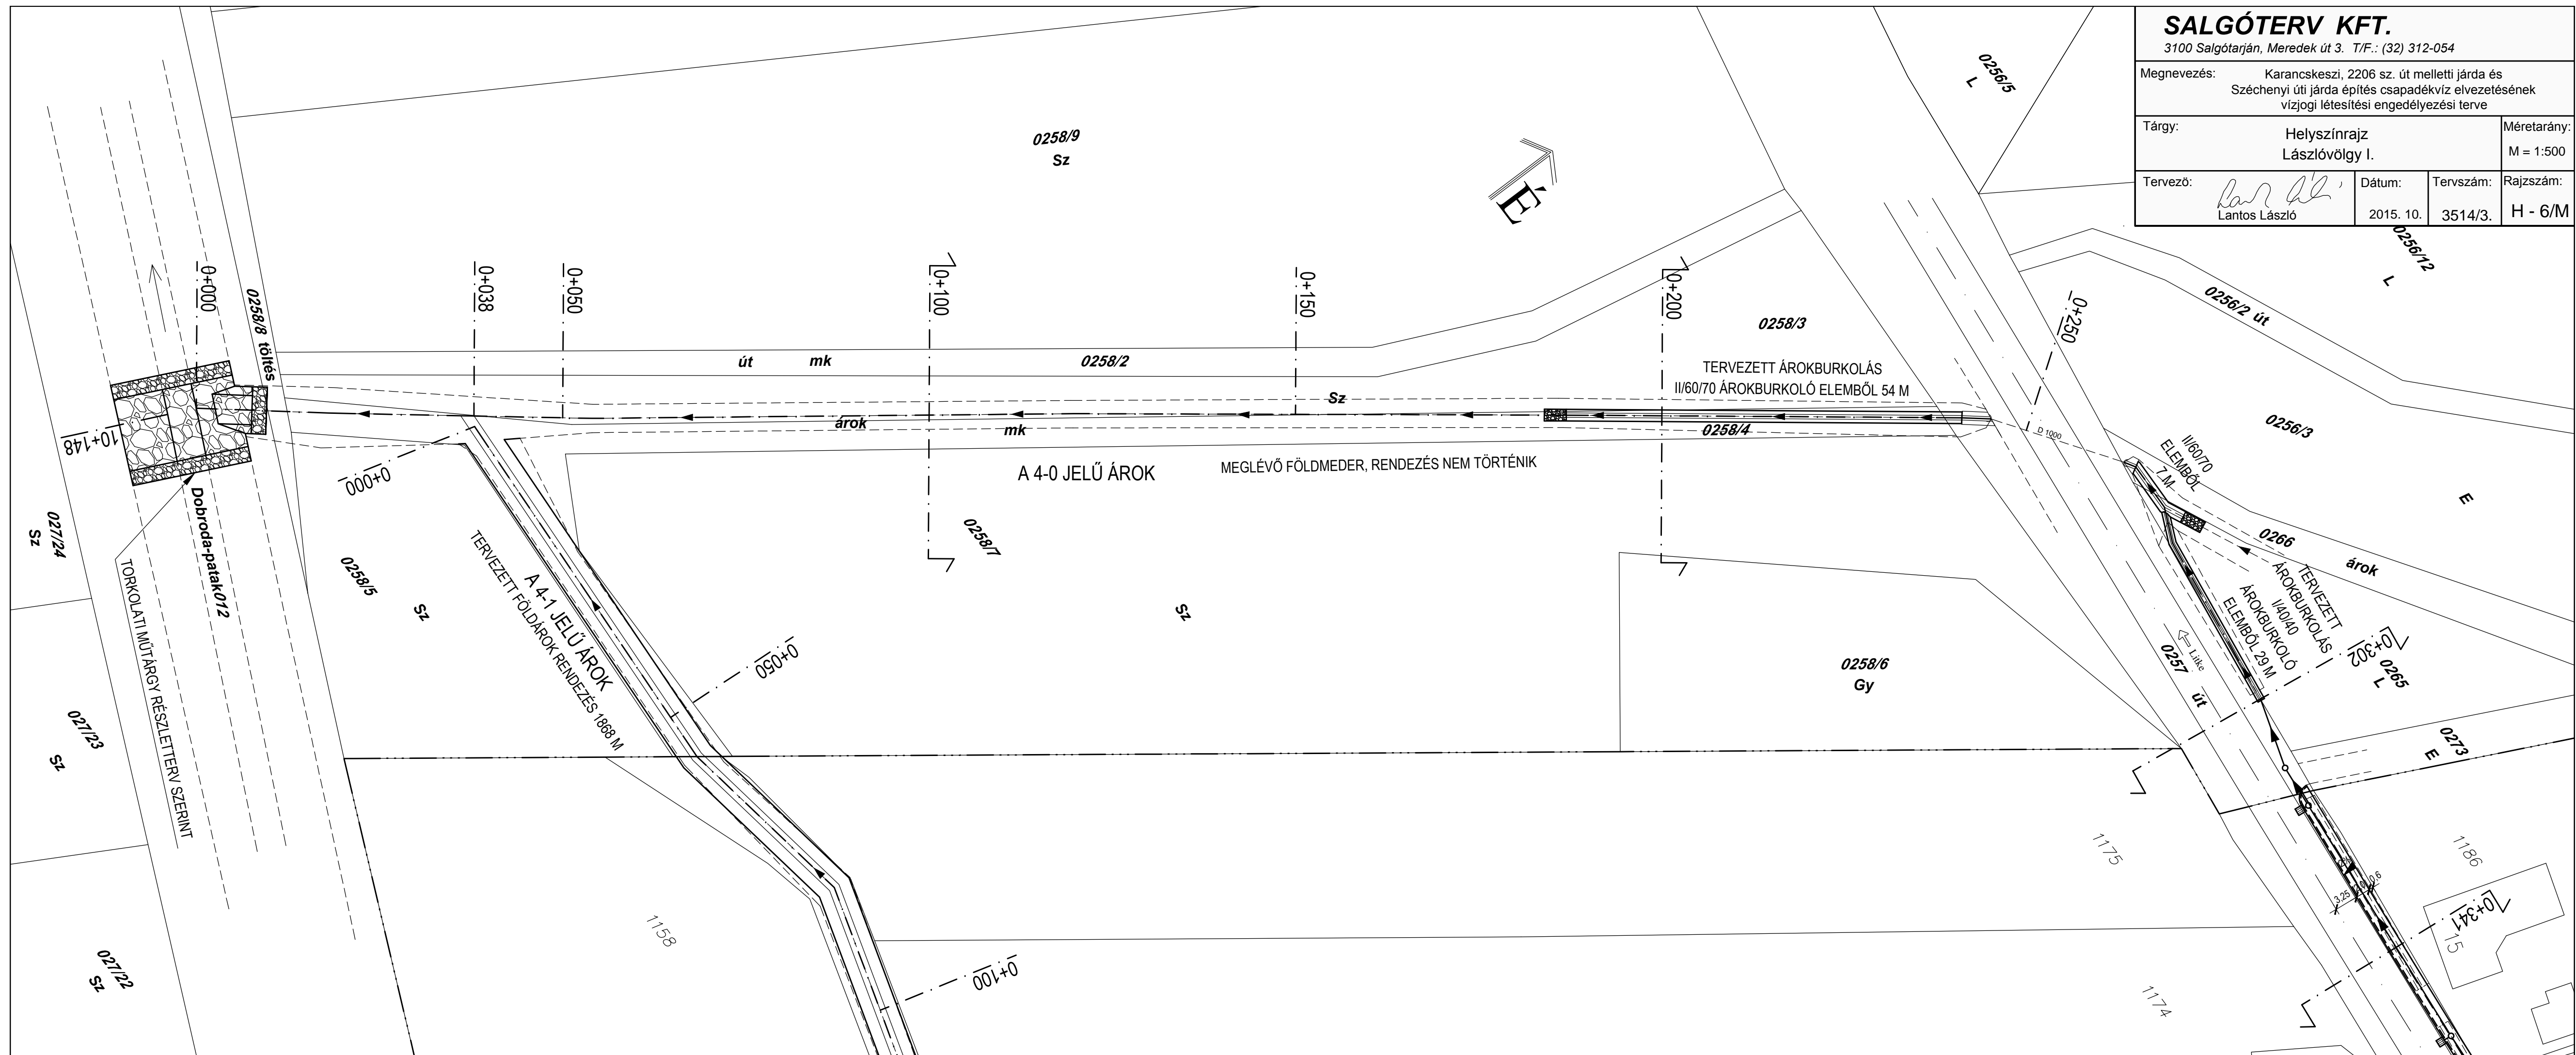 SALGÓTERV KFT.
3100 Salgótarján, Meredek út 3. T/F.: (32) 312-054
Megnevezés:
Karancskeszi, 2206 sz. út melletti járda és
Széchenyi úti járda építés csapadékvíz elvezetésének
vízjogi létesítési engedélyezési terve
Tárgy:
Helyszínrajz
Lászlóvölgy I.
Méretarány:
M = 1:500
Tervezö:
Lantos László
Dátum:
2015. 10.
Tervszám:
3514/3.
Rajzszám:
H - 6/M
0256/5
L
0258/9
Sz
É
0256/12
L
0256/2 út
0+000
0258/8 töltés
0+038
0+050
0+100
0+150
0+200
0+250
0258/3
út mk 0258/2
TERVEZETT ÁROKBURKOLÁS
II/60/70 ÁROKBURKOLÓ ELEMBŐL 54 M
Sz
árok
mk
0258/4
D 1000
0256/3
E
II/60/70
ELEMBŐL
7 M
10+148
0+000
A 4-0 JELŰ ÁROK
MEGLÉVŐ FÖLDMEDER, RENDEZÉS NEM TÖRTÉNIK
Dobroda-patak012
027/24
Sz
0258/5
Sz
0258/7
Sz
0266
árok
TERVEZETT
ÁROKBURKOLÁS
I/40/40
ÁROKBURKOLÓ
ELEMBŐL 29 M
TORKOLATI MŰTÁRGY RÉSZLETTERV SZERINT
A 4-1 JELŰ ÁROK
TERVEZETT FÖLDÁROK RENDEZÉS 1868 M
0+050
0258/6
Gy
0257
út
Litke
0+302
0265
L
027/23
Sz
0273
E
1175
1186
3.25
0.6
0+341
15
1158
027/22
Sz
0+100
1174